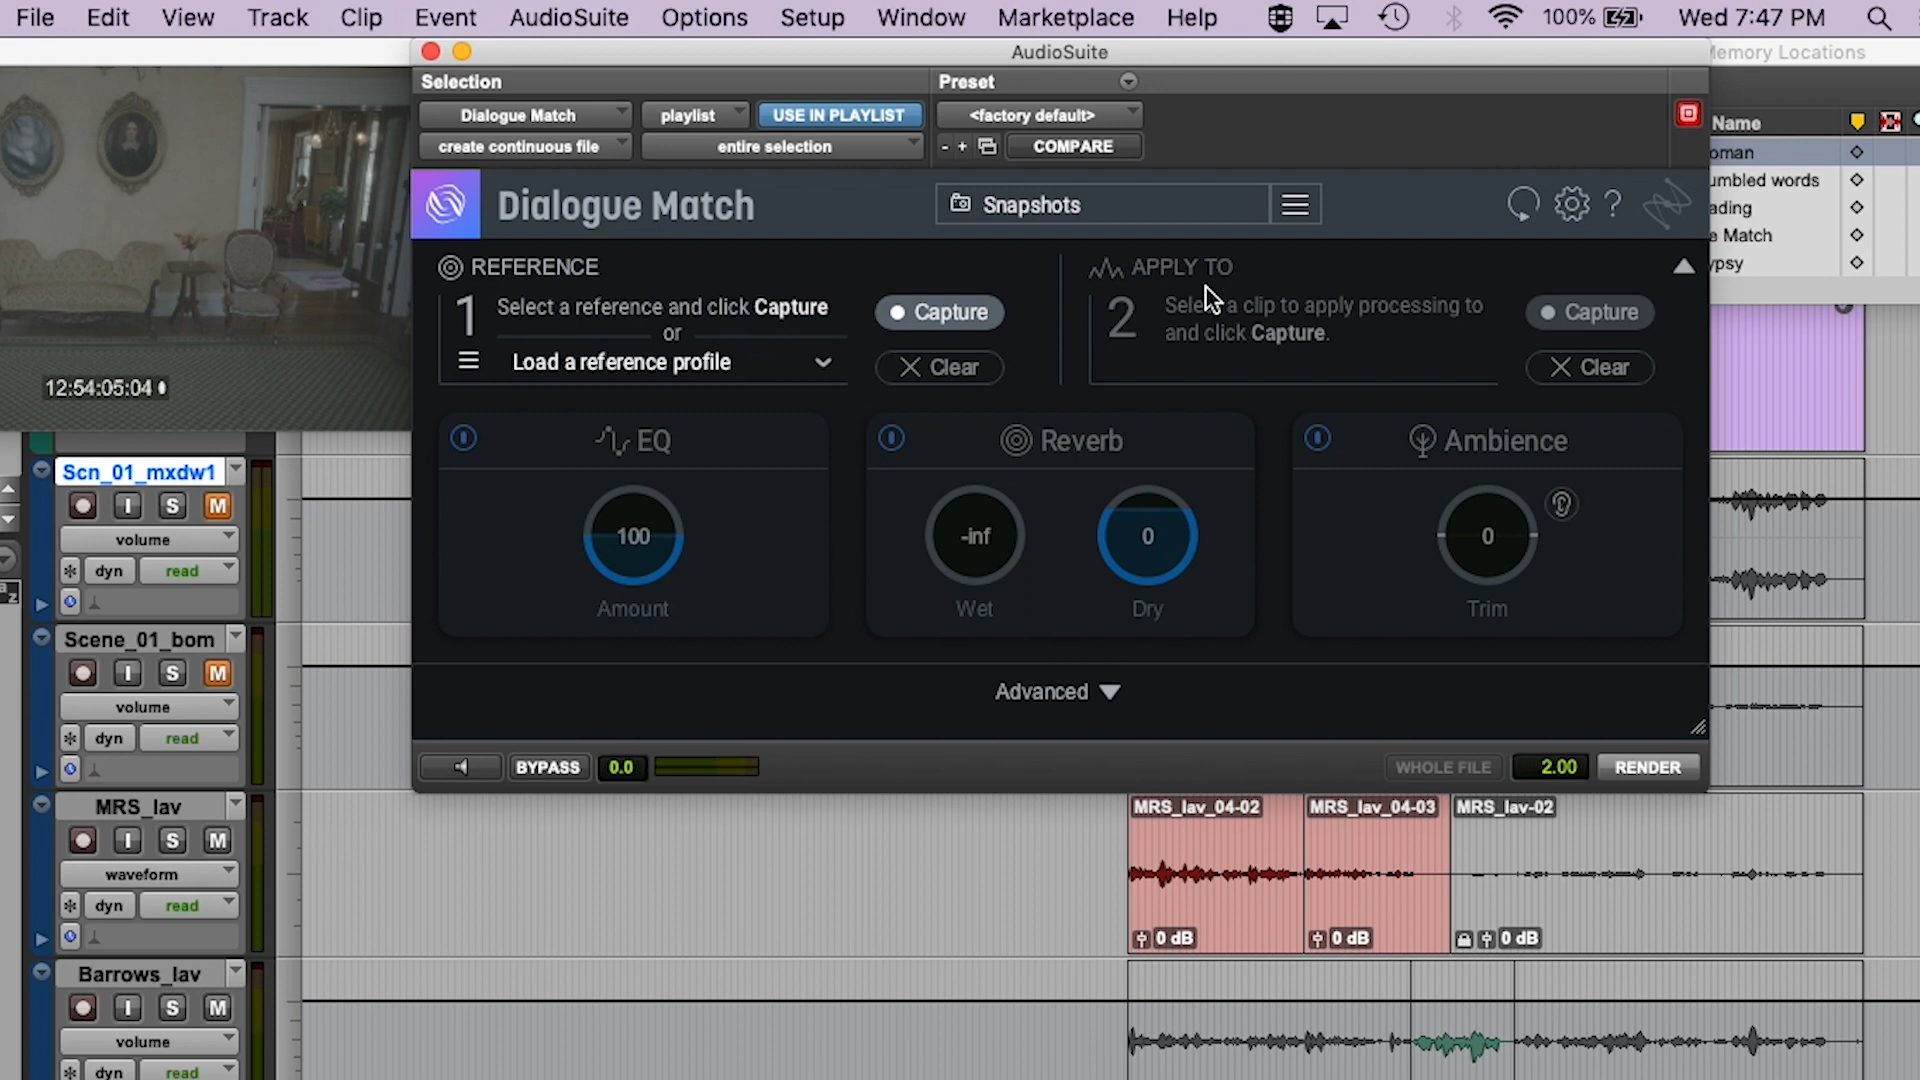 File Edit View Track Clip Event AudioSuite Options Setup Window Marketplace Help 100% Wed 7:47 PM
AudioSuite
Memory Locations
Selection
Preset
Dialogue Match playlist USE IN PLAYLIST <factory default>
create continuous file entire selection - + COMPARE
Name
oman
umbled words
ading
e Match
ypsy
Dialogue Match
Snapshots
?
REFERENCE
1 Select a reference and click Capture
or
Load a reference profile
Capture
Clear
APPLY TO
2 Select a clip to apply processing to
and click Capture.
Capture
Clear
12:54:05:04
EQ
100
Amount
Reverb
-inf
0
Wet
Dry
Ambience
0
Trim
Advanced
BYPASS 0.0 WHOLE FILE 2.00 RENDER
Scn_01_mxdw1
I S M
volume
dyn read
Scene_01_bom
I S M
volume
dyn read
MRS_lav
I S M
waveform
dyn read
MRS_lav_04-02 MRS_lav_04-03 MRS_lav-02
0 dB 0 dB 0 dB
Barrows_lav
I S M
volume
dyn read